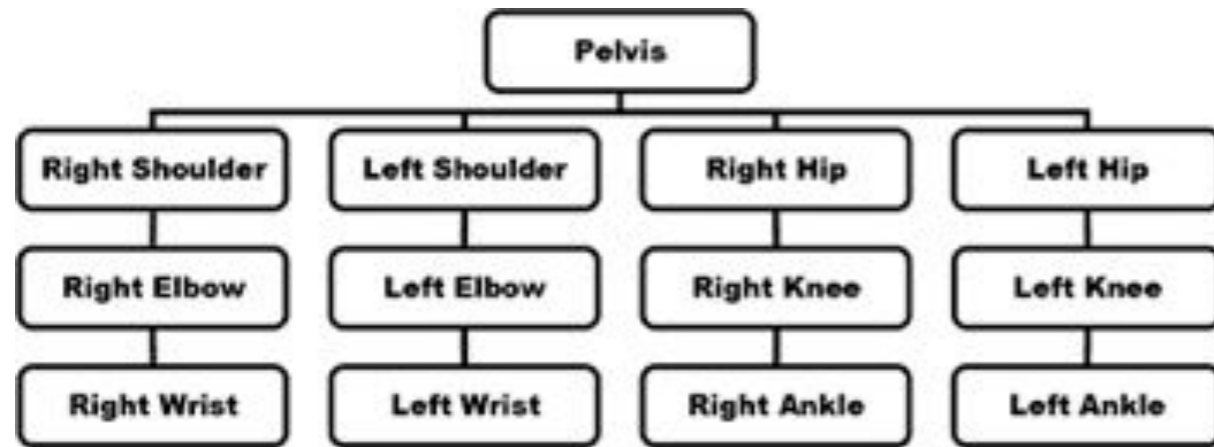 Pelvis
Right Shoulder
Left Shoulder
Right Hip
Left Hip
Right Elbow
Left Elbow
Right Knee
Left Knee
Right Wrist
Left Wrist
Right Ankle
Left Ankle